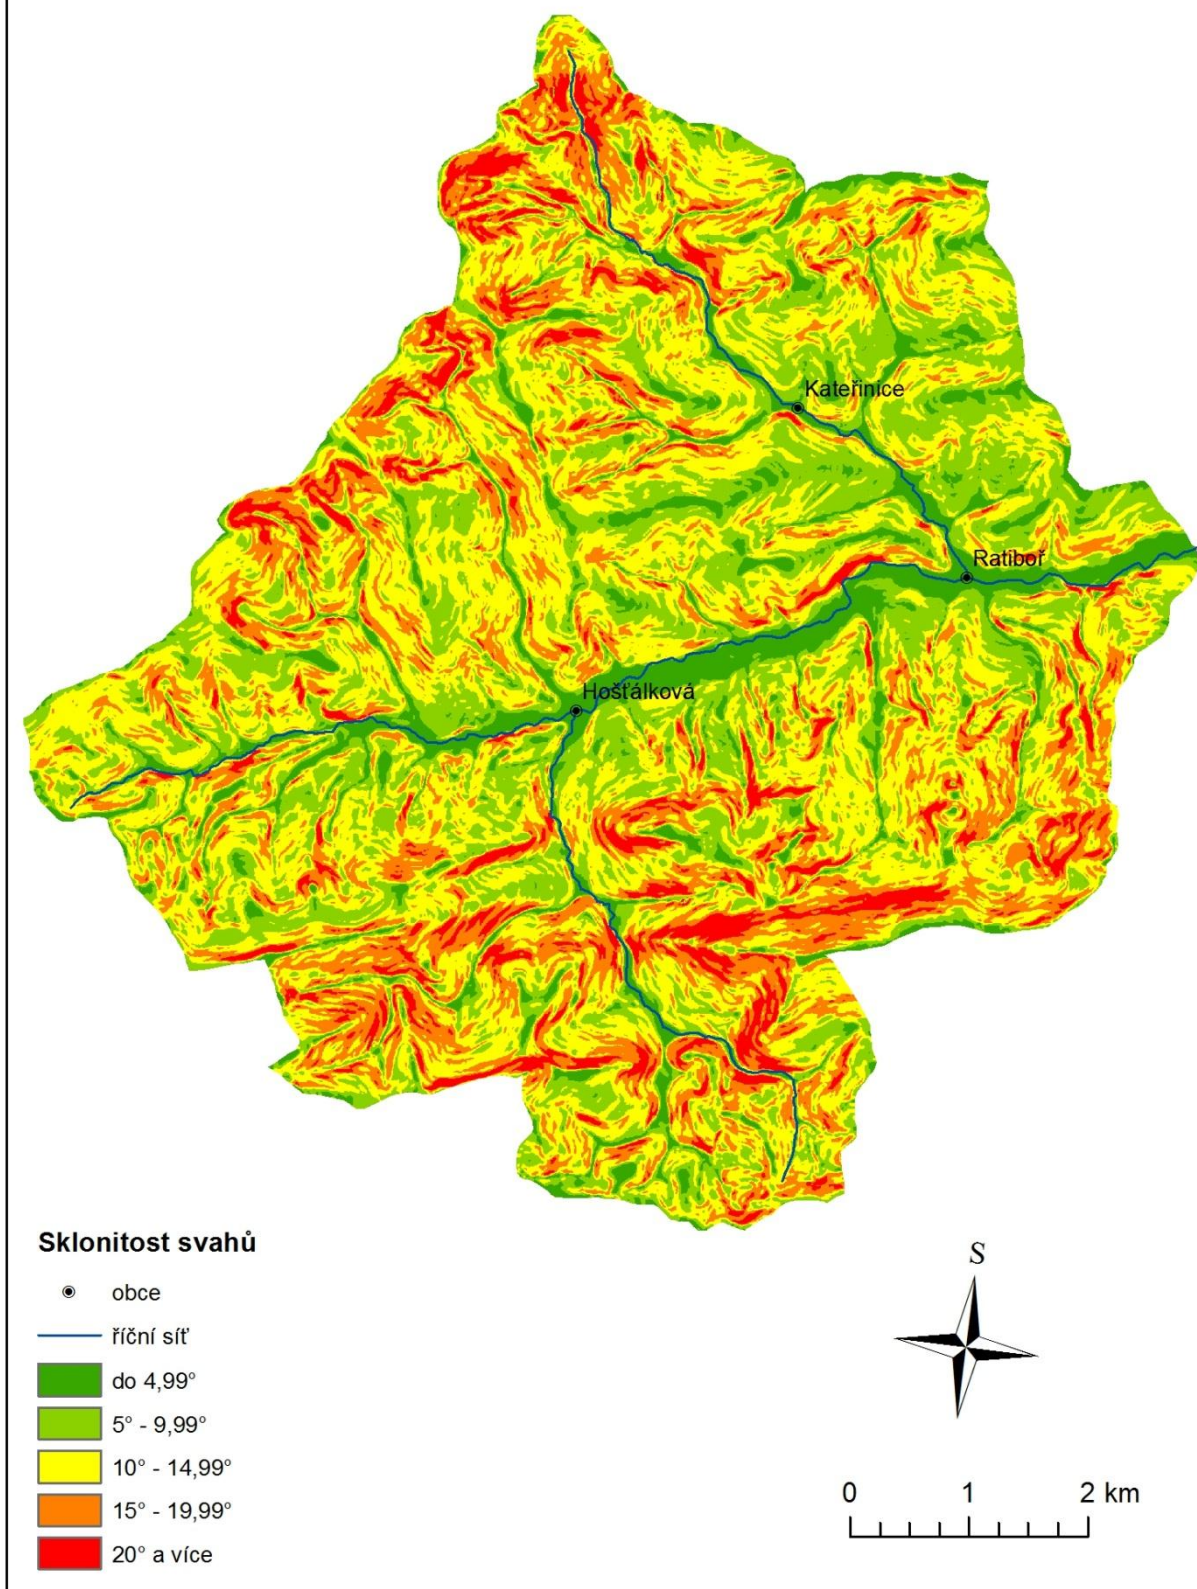 Kateřinice
Ratiboř
Hošťálková
Sklonitost svahů
obce
říční síť
do 4,99°
5° - 9,99°
10° - 14,99°
15° - 19,99°
20° a více
S
0 1 2 km